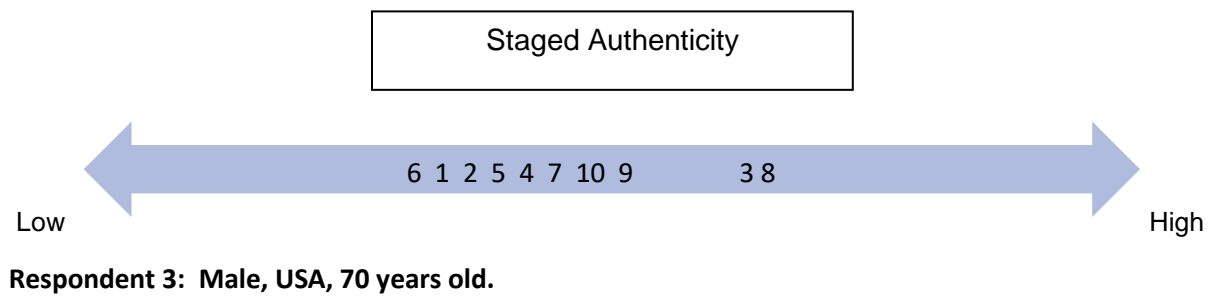 Staged Authenticity
6 1 2 5 4 7 10 9 3 8
Low High
Respondent 3: Male, USA, 70 years old.